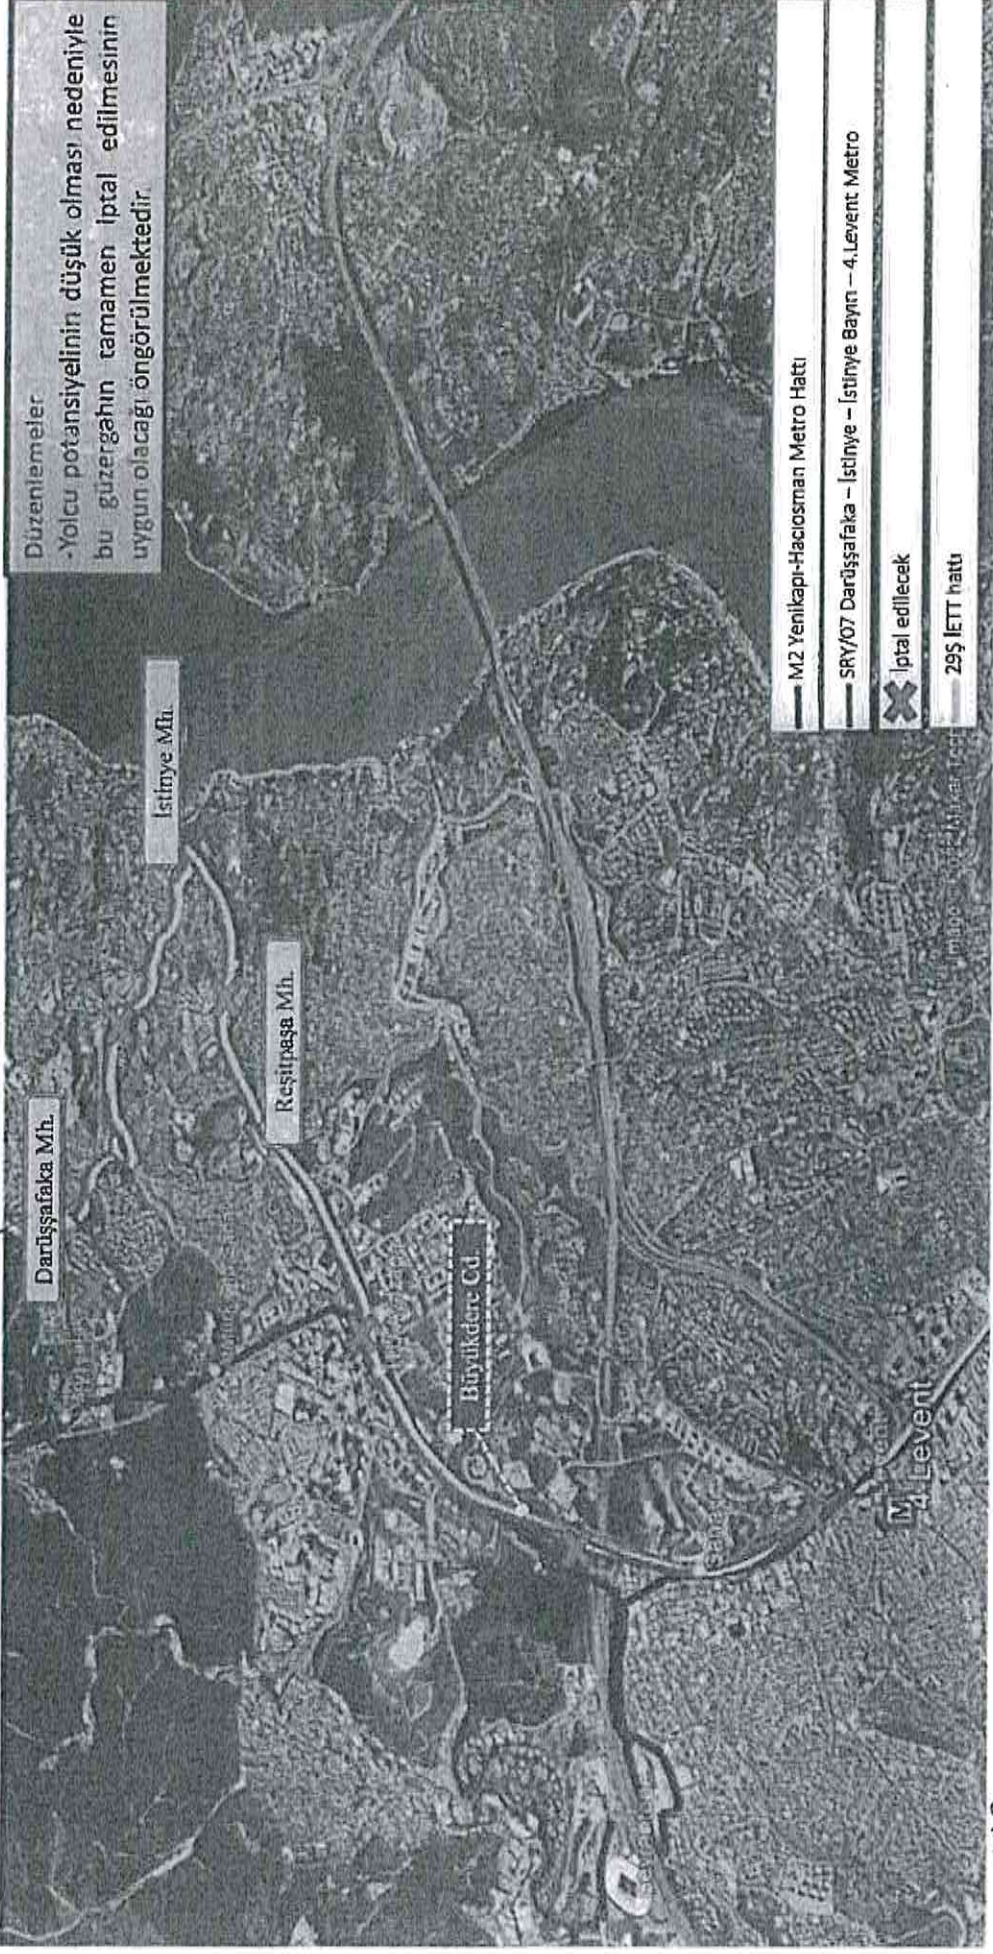 Düzenlemeler
-Yolcu potansiyelinin düşük olması nedeniyle
bu güzergahın tamamen iptal edilmesinin
uygun olacağı öngörülmektedir.
İstinye Mh.
Darüşşafaka Mh.
Reşitpaşa Mh.
Büyükdere Cd.
M
4. Levent
M2 Yenikapı-Hacıosman Metro Hattı
SRY/07 Darüşşafaka – İstinye – İstinye Bayırı – 4.Levent Metro
İptal edilecek
29Ş İETT hattı